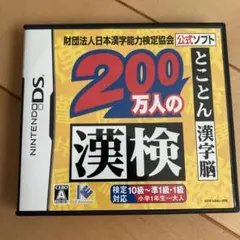 財団法人日本漢字能力検定協会 公式ソフト
200
万人の
漢検
とことん漢字脳
検定対応 10級〜準1級・1級
小学1年生〜大人
NINTENDO DS
CERO
A